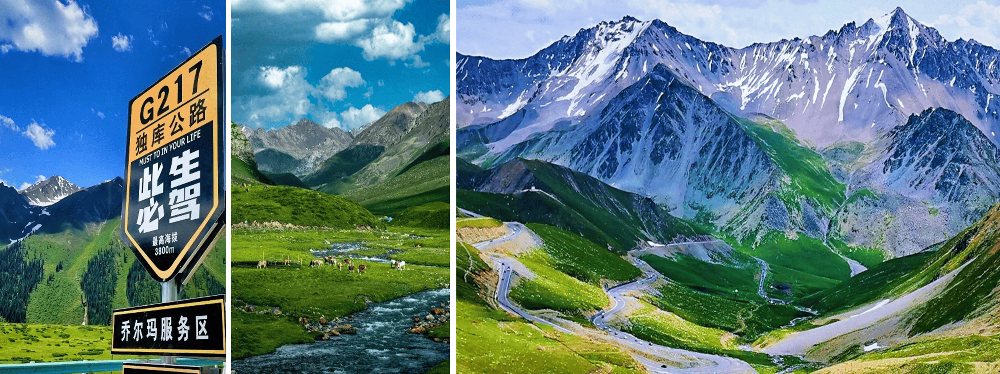 G217
独库公路
MUST TO IN YOUR LIFE
此生
必驾
最高海拔
3800m
乔尔玛服务区